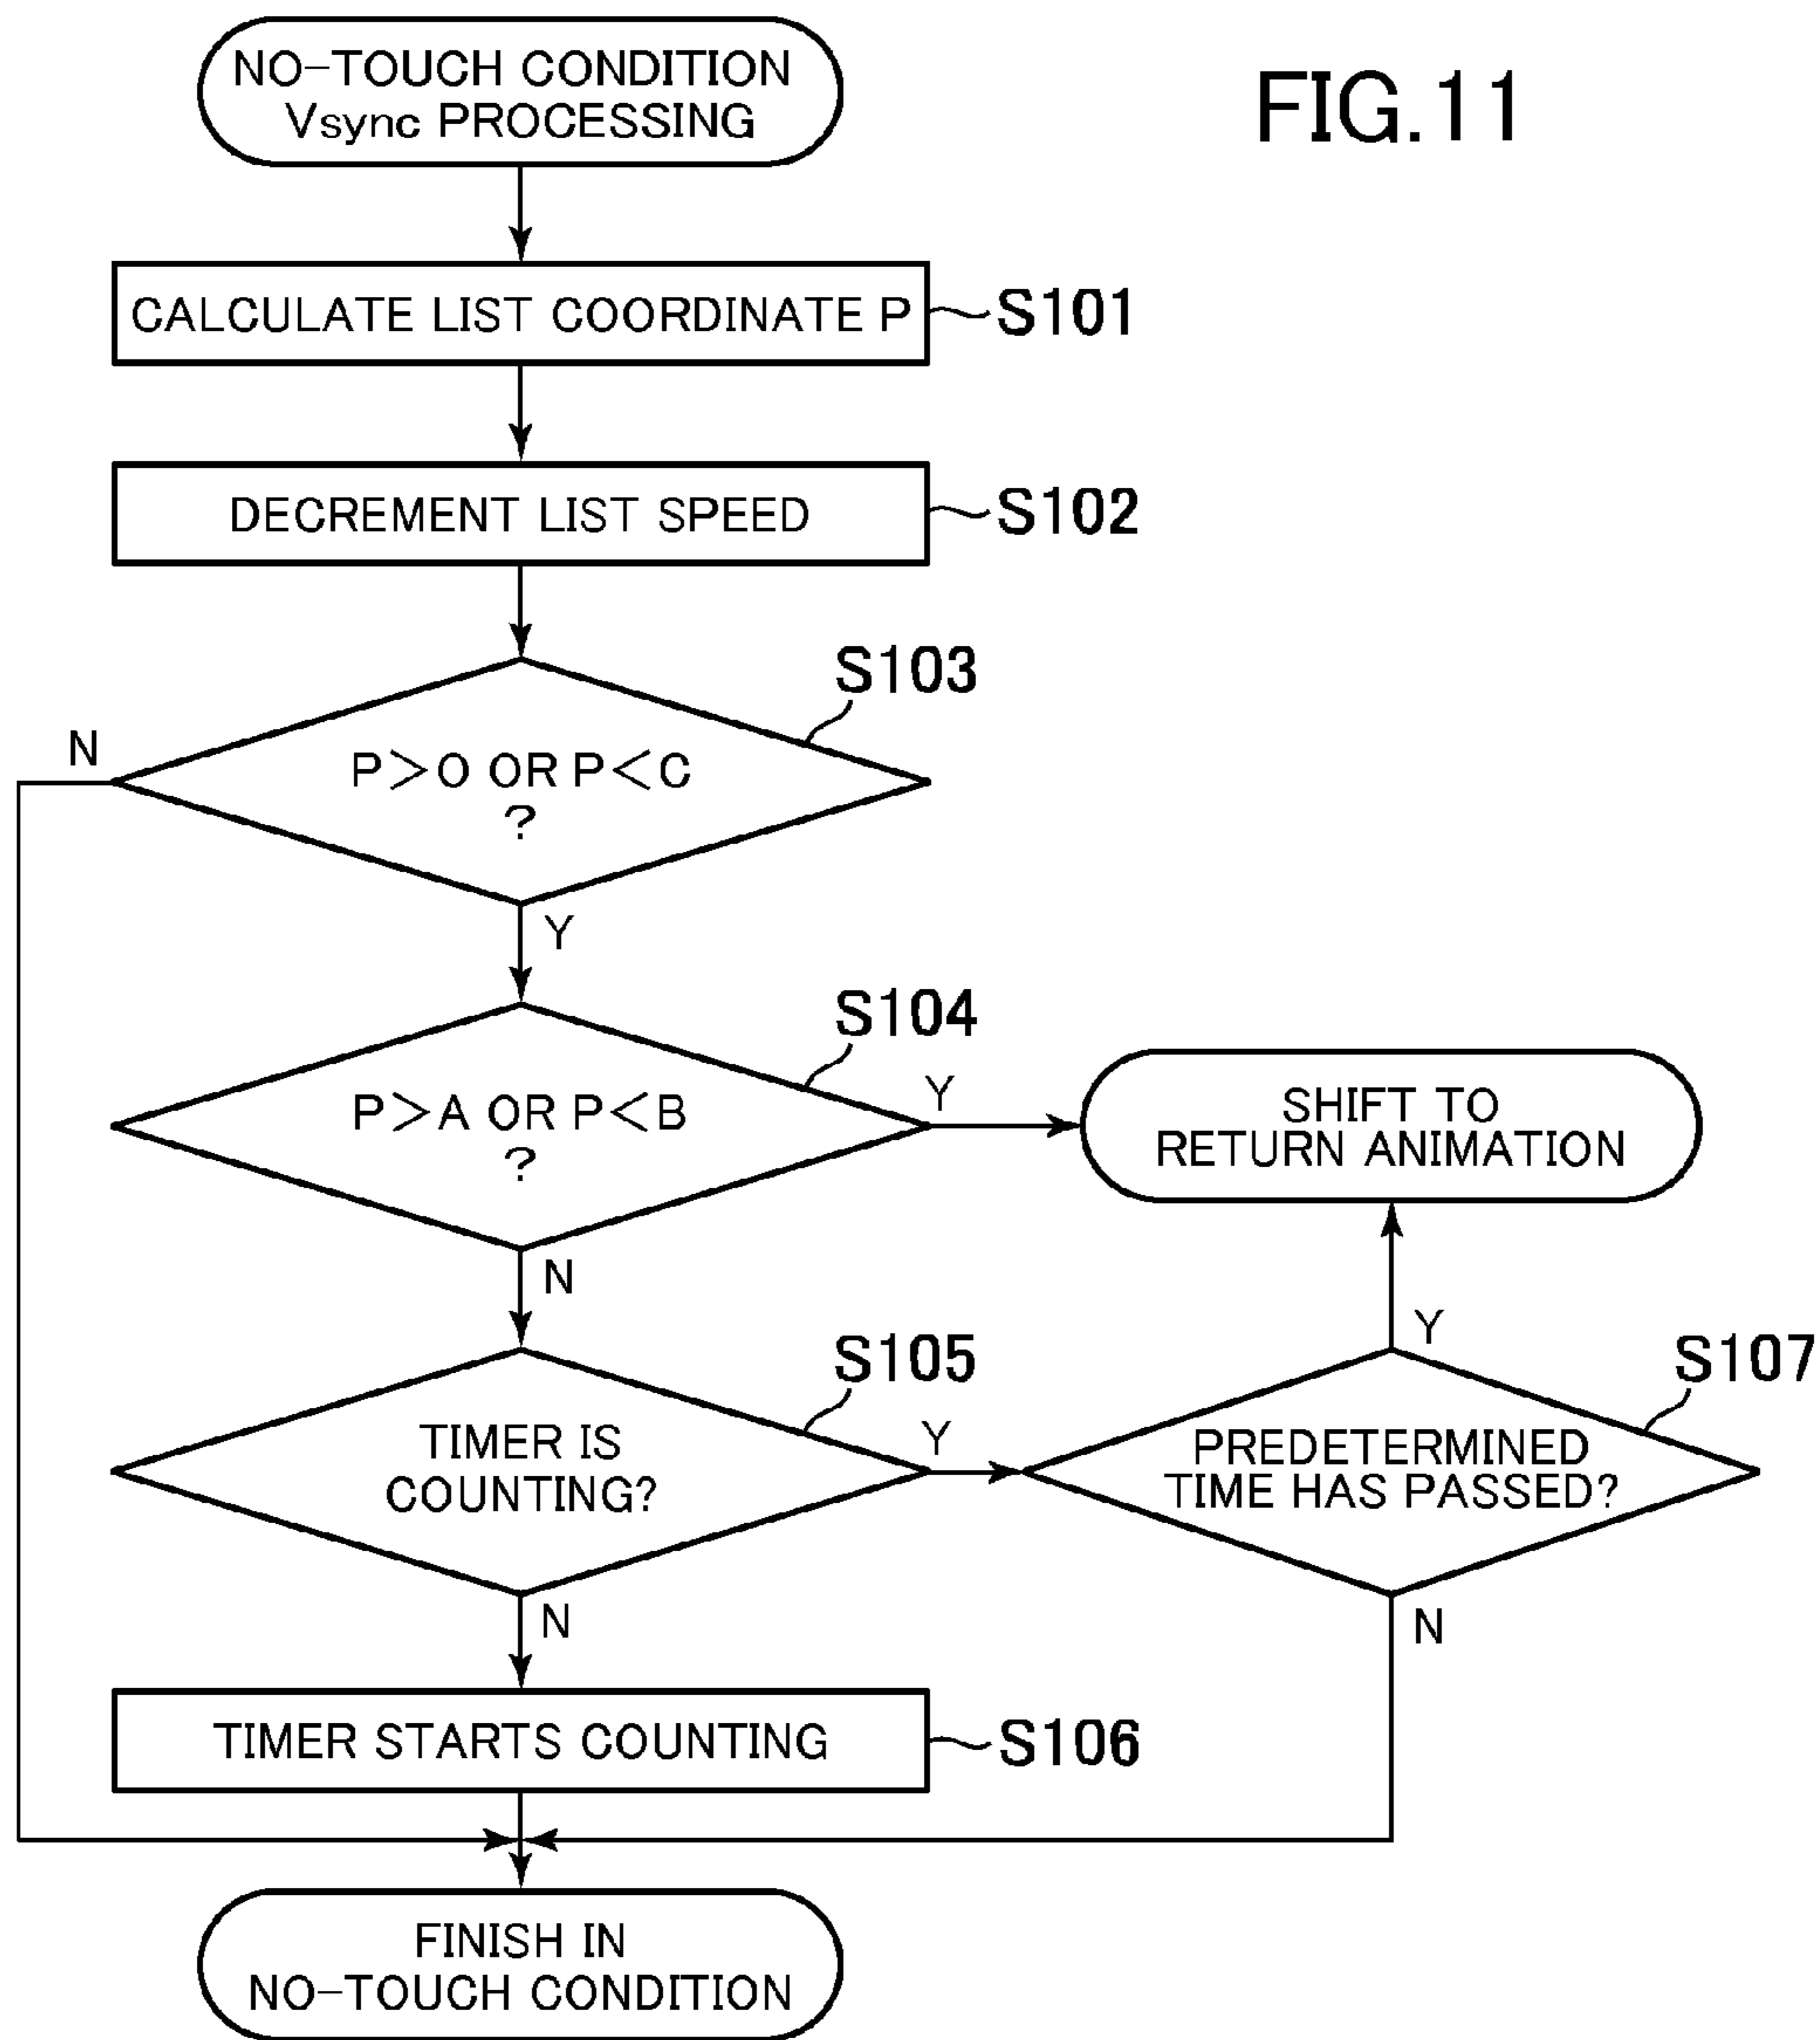 NO-TOUCH CONDITION
Vsync PROCESSING
FIG.11
CALCULATE LIST COORDINATE P
S101
DECREMENT LIST SPEED
S102
S103
N
P>O OR P<C
?
Y
S104
P>A OR P<B
?
Y
SHIFT TO
RETURN ANIMATION
N
Y
S105
S107
TIMER IS
COUNTING?
Y
PREDETERMINED
TIME HAS PASSED?
N
N
TIMER STARTS COUNTING
S106
FINISH IN
NO-TOUCH CONDITION